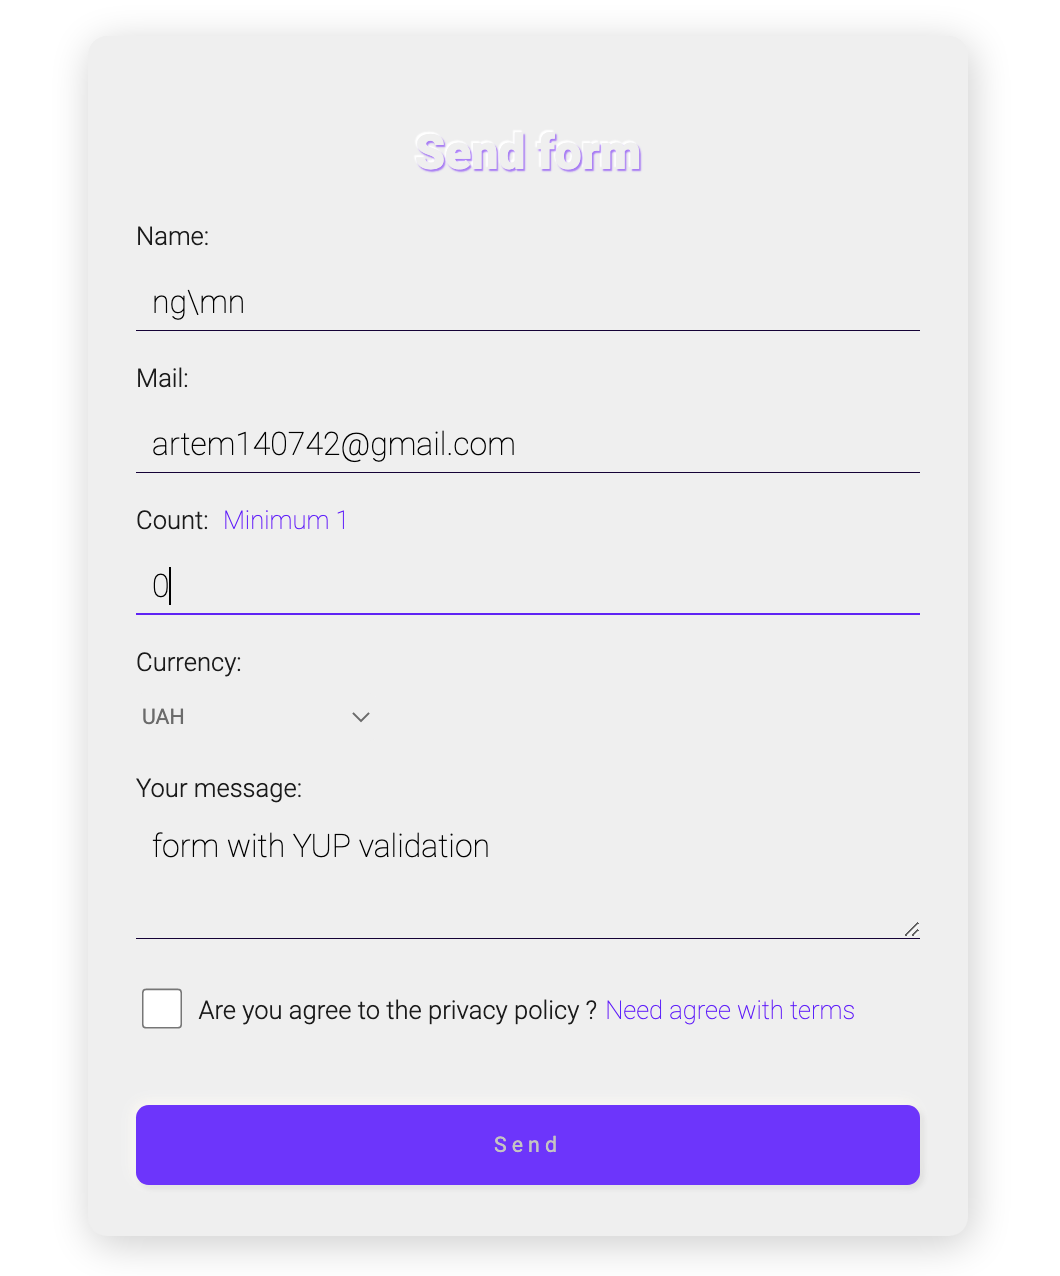 Send form
Name:
ng\mn
Mail:
artem140742@gmail.com
Count: Minimum 1
0
Currency:
UAH
Your message:
form with YUP validation
Are you agree to the privacy policy ? Need agree with terms
Send